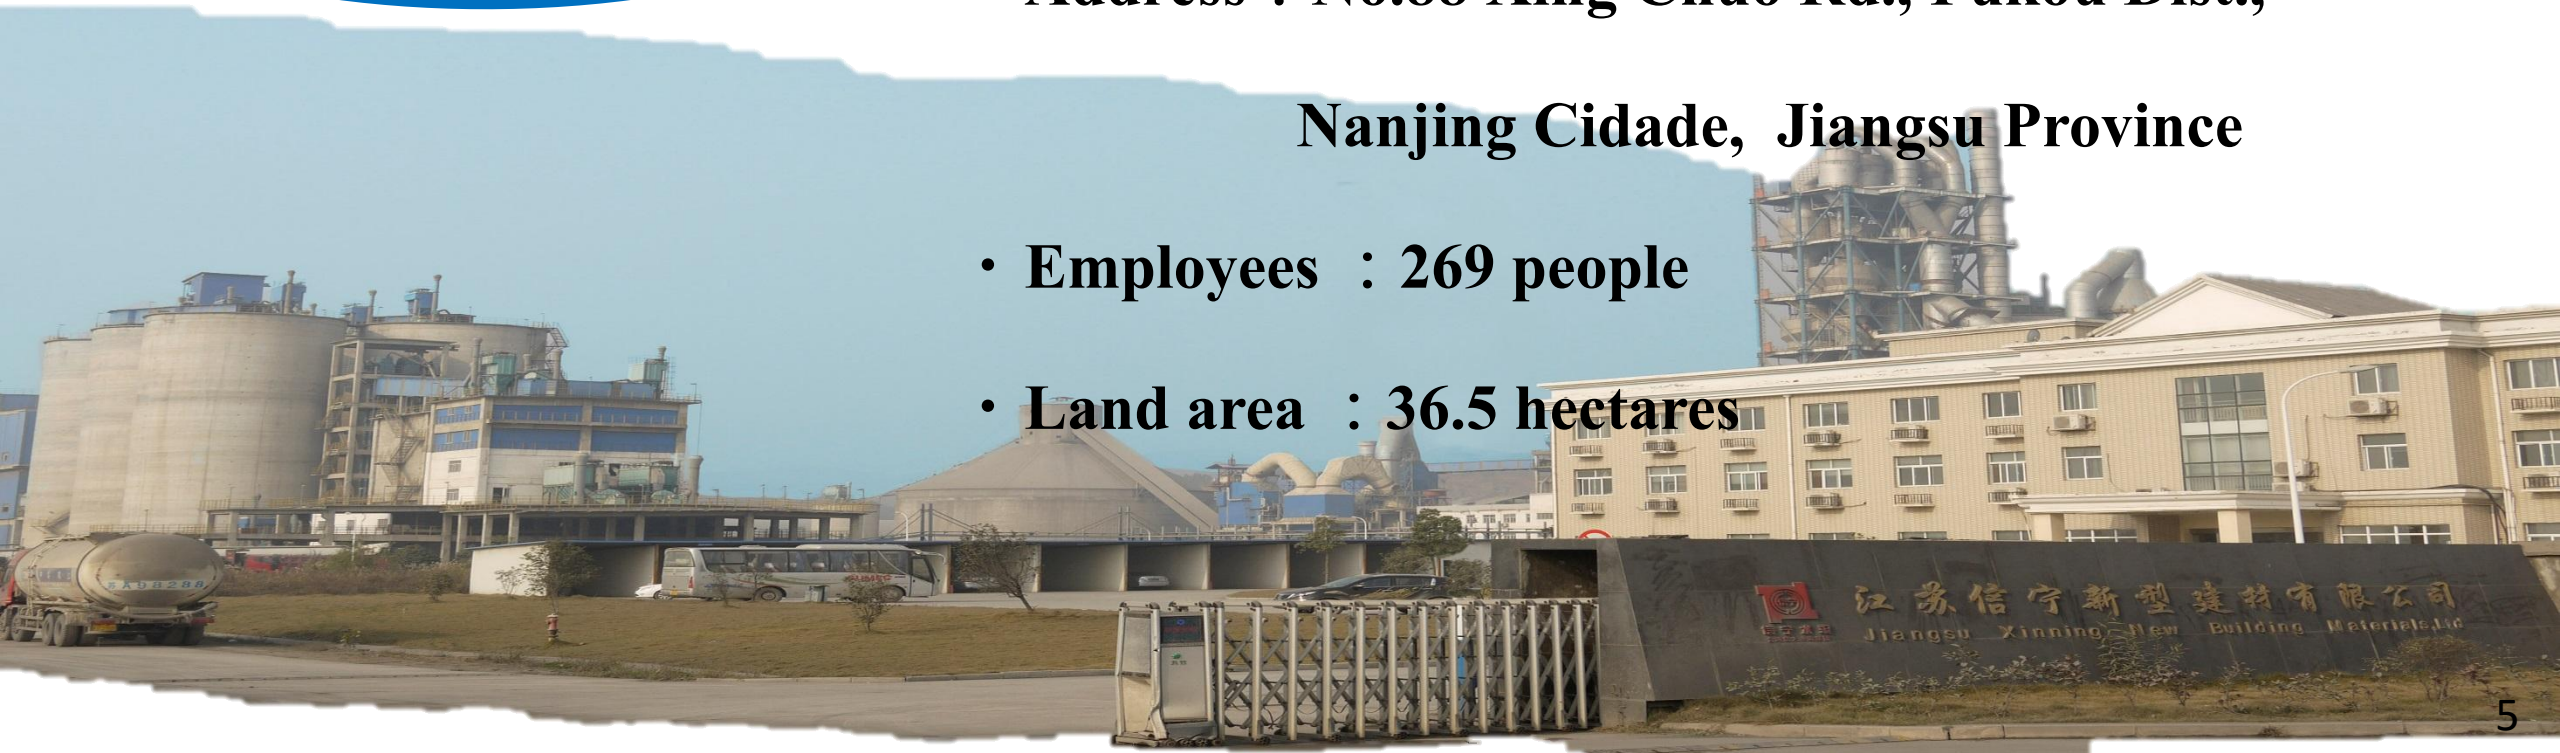 Nanjing Cidade, Jiangsu Province
· Employees ：269 people
· Land area ：36.5 hectares
江苏信宁新型建材有限公司
Jiangsu Xinning New Building Materials,Ltd
5